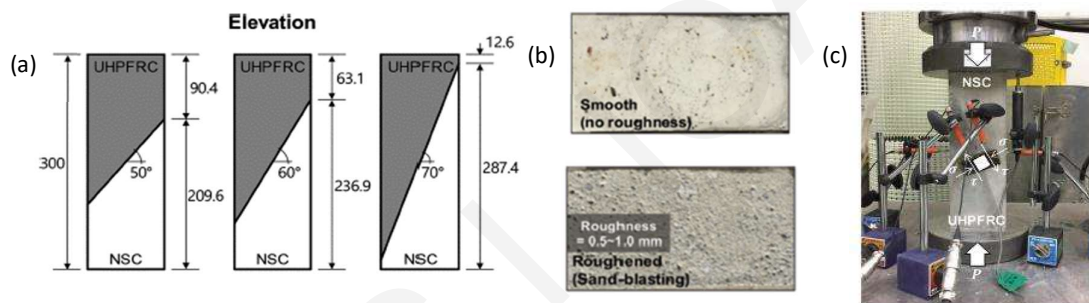 Elevation
(a)
UHPFRC
90.4
300
50°
209.6
NSC
UHPFRC
63.1
60°
236.9
NSC
12.6
UHPFRC
70°
287.4
NSC
(b)
Smooth
(no roughness)
Roughness
= 0.5~1.0 mm
Roughened
(Sand-blasting)
(c)
P
NSC
σ
σ
τ
τ
UHPFRC
P